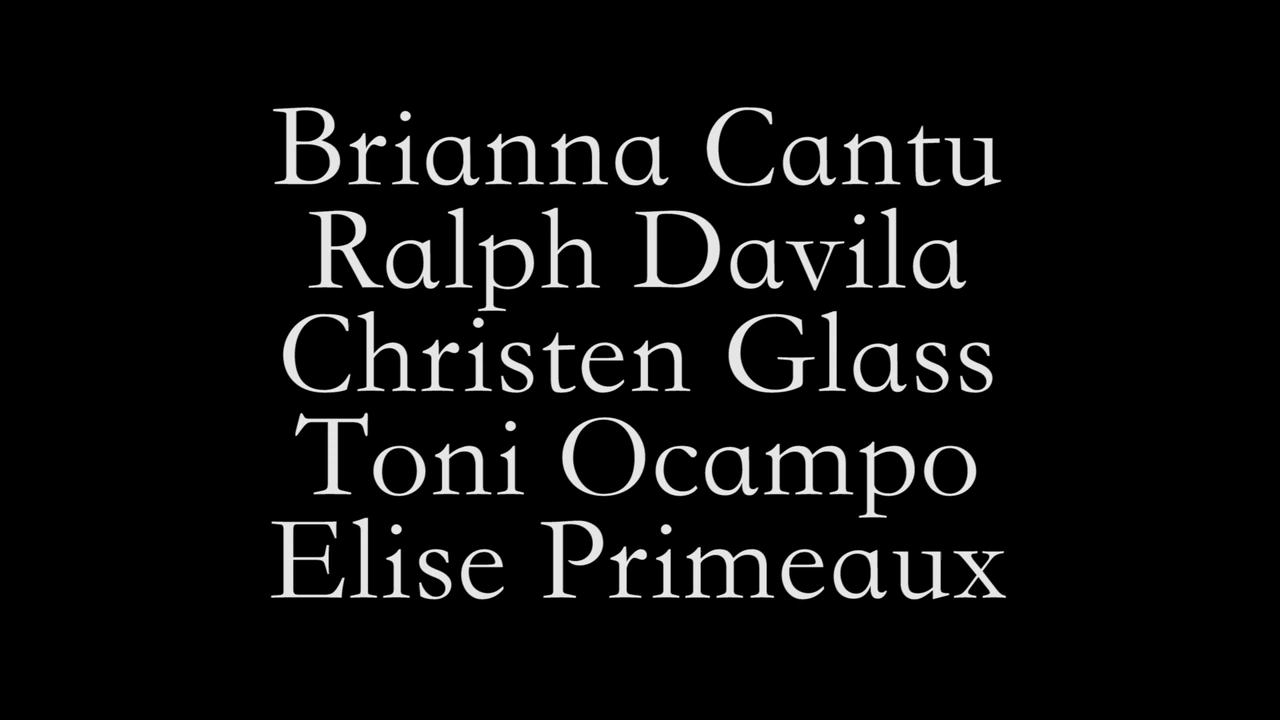 Brianna Cantu
Ralph Davila
Christen Glass
Toni Ocampo
Elise Primeaux